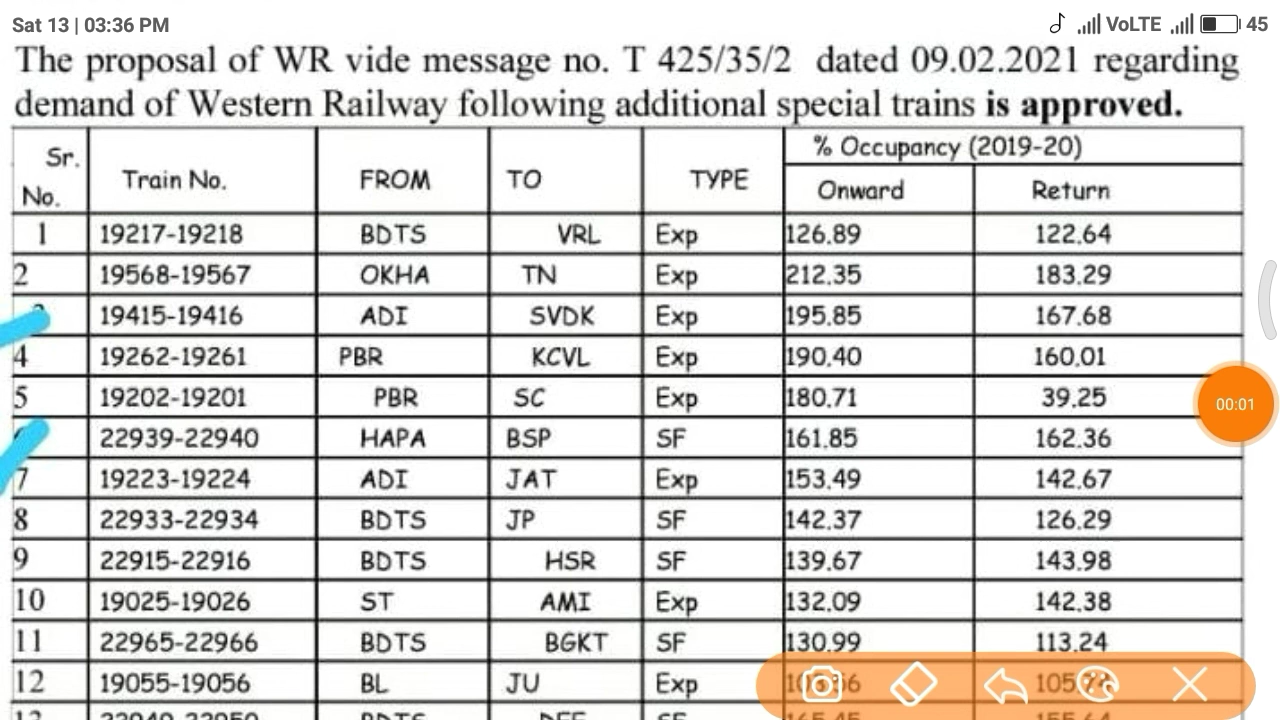 Sat 13 | 03:36 PM VoLTE 45
The proposal of WR vide message no. T 425/35/2 dated 09.02.2021 regarding
demand of Western Railway following additional special trains is approved.
Sr. No. Train No. FROM TO TYPE % Occupancy (2019-20)
Onward Return
1 19217-19218 BDTS VRL Exp 126.89 122.64
2 19568-19567 OKHA TN Exp 212.35 183.29
19415-19416 ADI SVDK Exp 195.85 167.68
4 19262-19261 PBR KCVL Exp 190.40 160.01
5 19202-19201 PBR SC Exp 180.71 39.25
22939-22940 HAPA BSP SF 161.85 162.36
7 19223-19224 ADI JAT Exp 153.49 142.67
8 22933-22934 BDTS JP SF 142.37 126.29
9 22915-22916 BDTS HSR SF 139.67 143.98
10 19025-19026 ST AMI Exp 132.09 142.38
11 22965-22966 BDTS BGKT SF 130.99 113.24
12 19055-19056 BL JU Exp
00:01